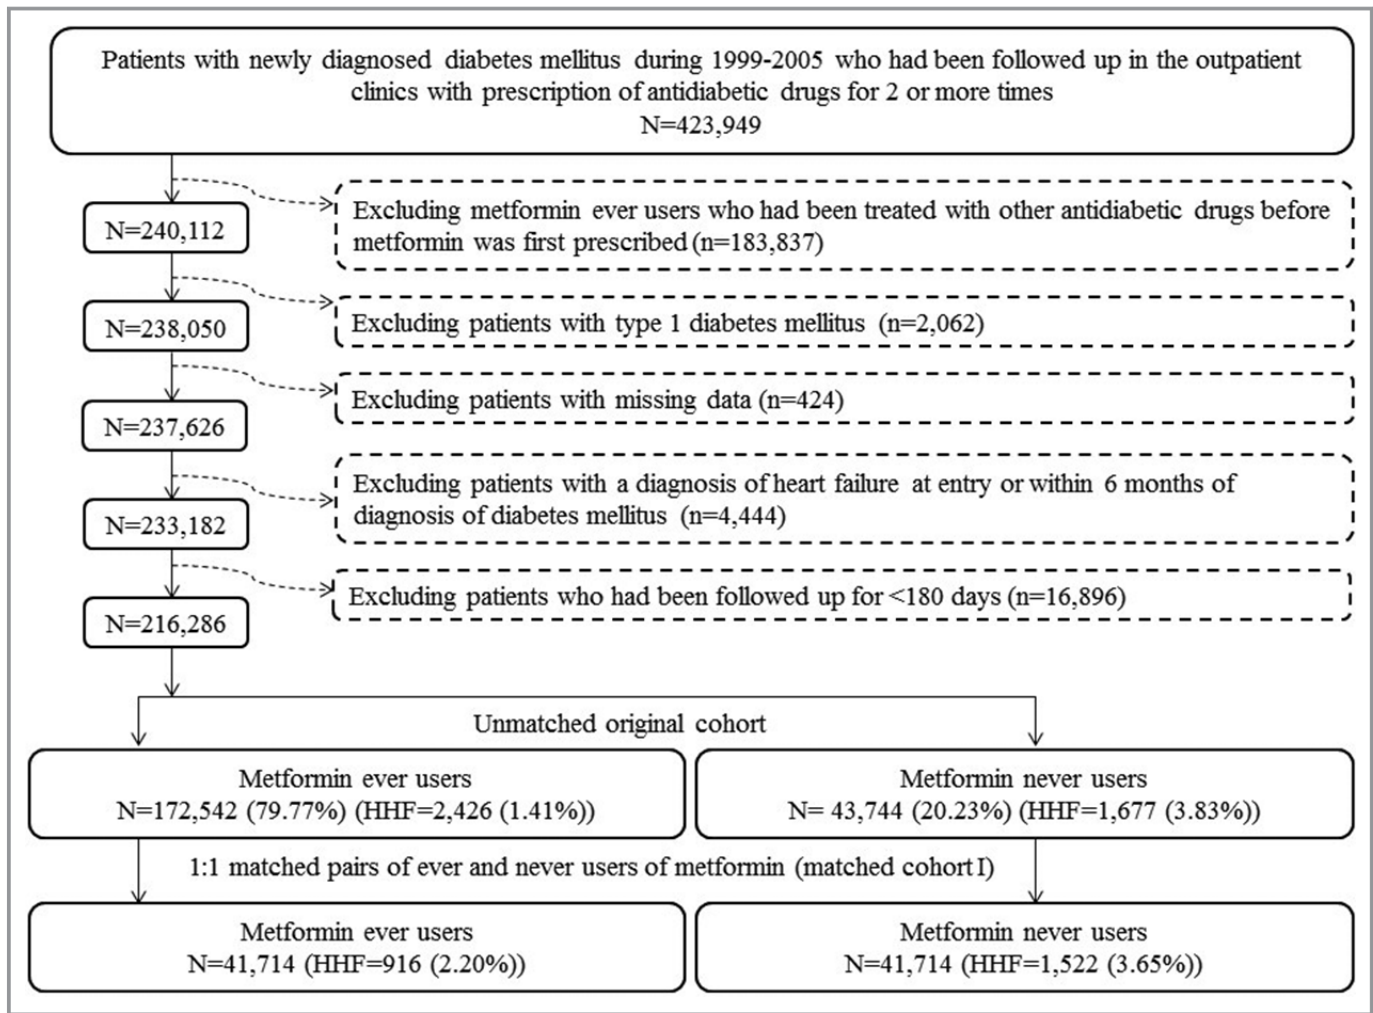 Patients with newly diagnosed diabetes mellitus during 1999-2005 who had been followed up in the outpatient
clinics with prescription of antidiabetic drugs for 2 or more times
N=423,949
Excluding metformin ever users who had been treated with other antidiabetic drugs before
metformin was first prescribed (n=183,837)
N=240,112
Excluding patients with type 1 diabetes mellitus (n=2,062)
N=238,050
Excluding patients with missing data (n=424)
N=237,626
Excluding patients with a diagnosis of heart failure at entry or within 6 months of
diagnosis of diabetes mellitus (n=4,444)
N=233,182
Excluding patients who had been followed up for <180 days (n=16,896)
N=216,286
Unmatched original cohort
Metformin ever users
N=172,542 (79.77%) (HHF=2,426 (1.41%))
Metformin never users
N= 43,744 (20.23%) (HHF=1,677 (3.83%))
1:1 matched pairs of ever and never users of metformin (matched cohort I)
Metformin ever users
N=41,714 (HHF=916 (2.20%))
Metformin never users
N=41,714 (HHF=1,522 (3.65%))